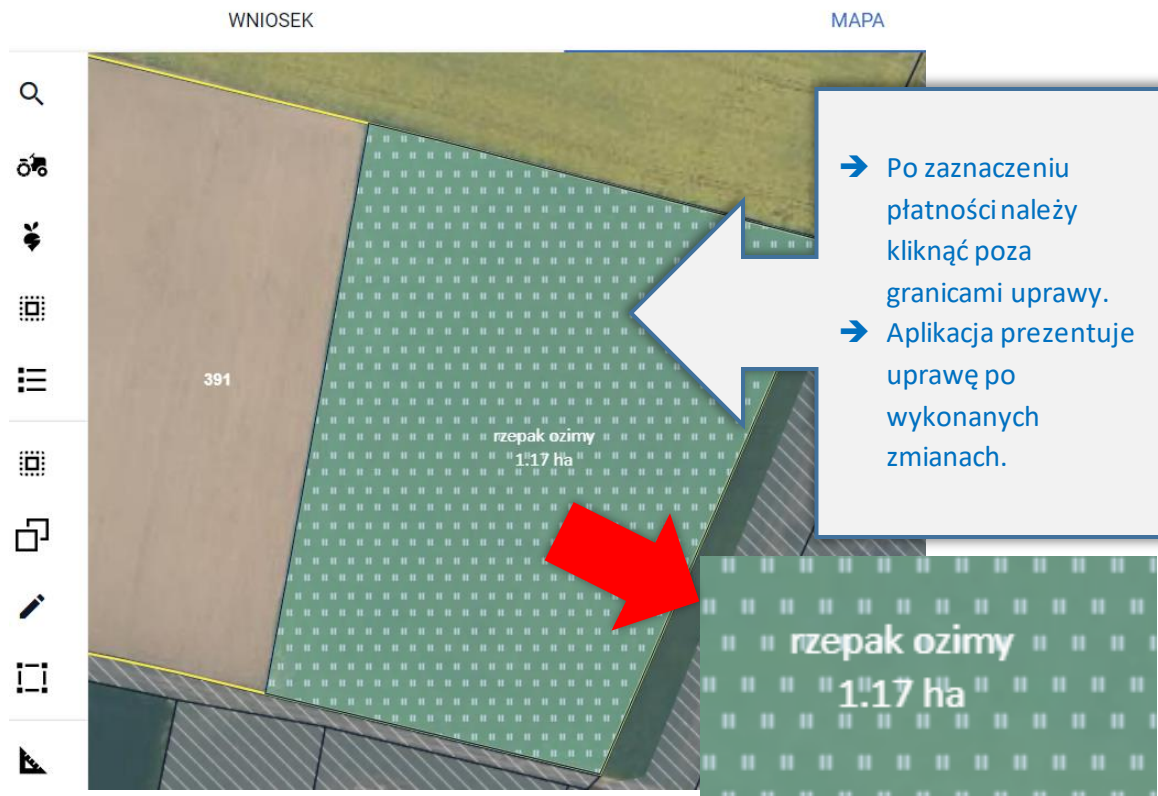 WNIOSEK
MAPA
➔ Po zaznaczeniu
płatności należy
kliknąć poza
granicami uprawy.
➔ Aplikacja prezentuje
uprawę po
wykonanych
zmianach.
391
rzepak ozimy
1.17 ha
rzepak ozimy
1.17 ha